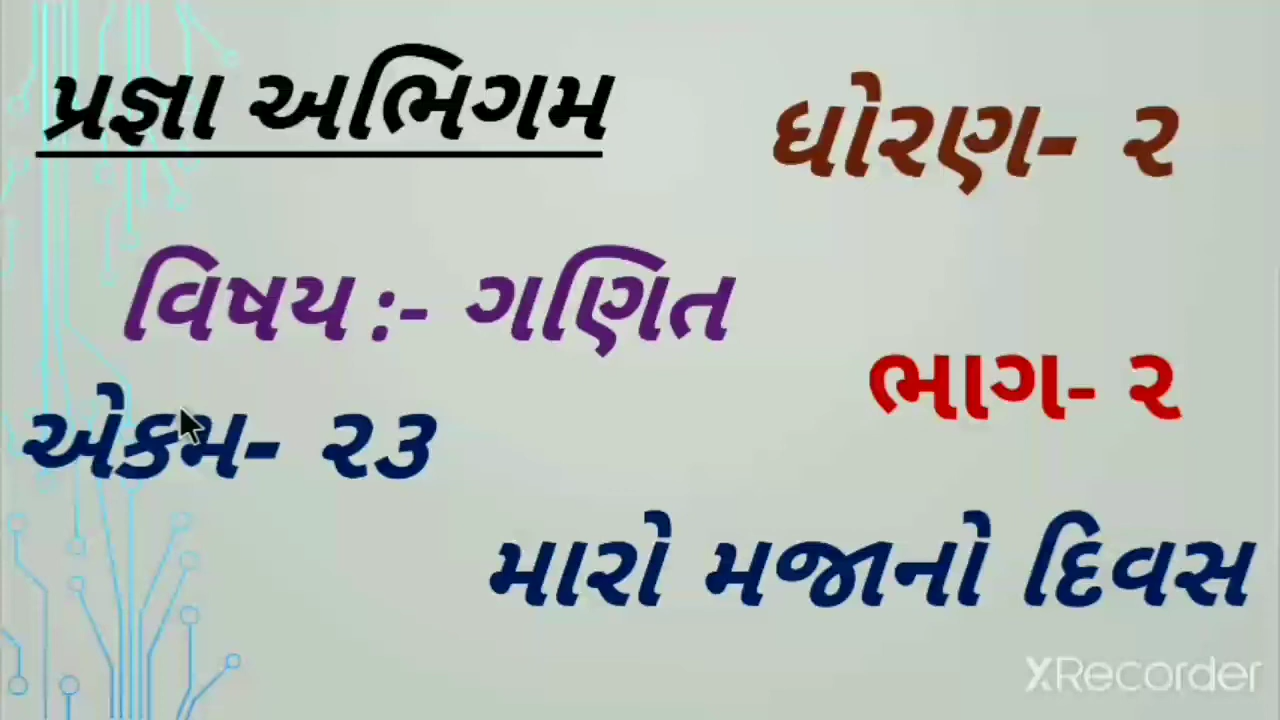 પ્રજ્ઞા અભિગમ
ધોરણ- ૨
વિષય :- ગણિત
ભાગ- ૨
એકમ- ૨૩
મારો મજાનો દિવસ
XRecorder